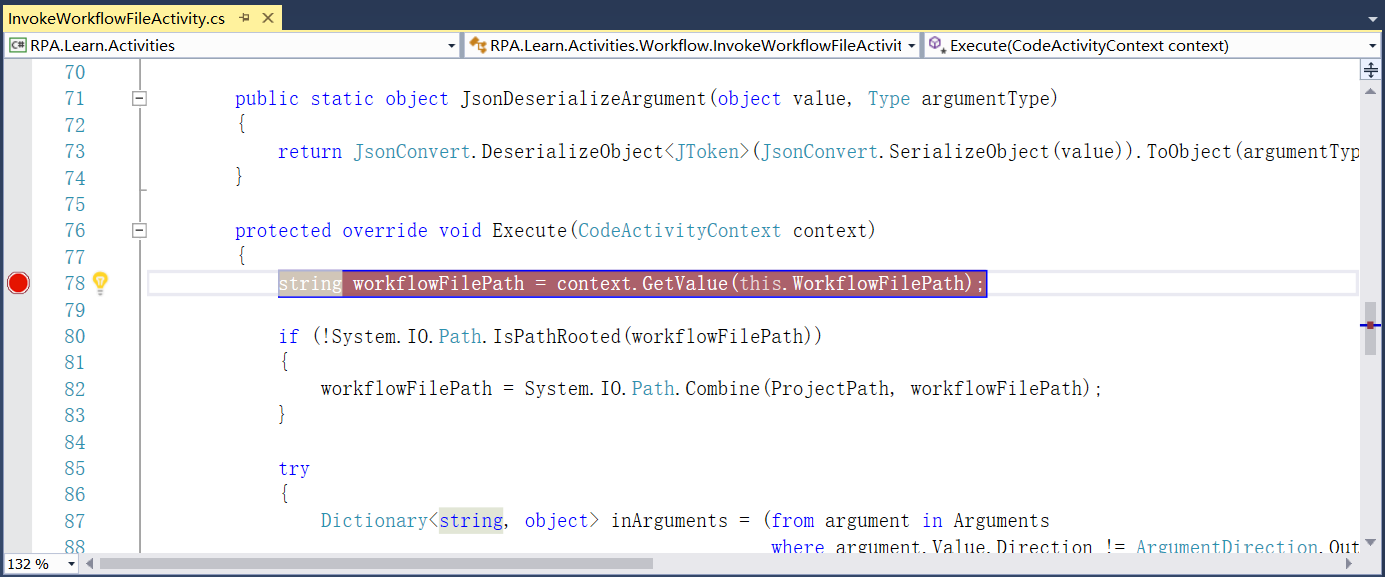 InvokeWorkflowFileActivity.cs
C# RPA.Learn.Activities RPA.Learn.Activities.Workflow.InvokeWorkflowFileActivit Execute(CodeActivityContext context)
70
71 public static object JsonDeserializeArgument(object value, Type argumentType)
72 {
73 return JsonConvert.DeserializeObject<JToken>(JsonConvert.SerializeObject(value)).ToObject(argumentTyp
74 }
75
76 protected override void Execute(CodeActivityContext context)
77 {
78 string workflowFilePath = context.GetValue(this.WorkflowFilePath);
79
80 if (!System.IO.Path.IsPathRooted(workflowFilePath))
81 {
82 workflowFilePath = System.IO.Path.Combine(ProjectPath, workflowFilePath);
83 }
84
85 try
86 {
87 Dictionary<string, object> inArguments = (from argument in Arguments
88 where argument.Value.Direction != ArgumentDirection.Out
132 %